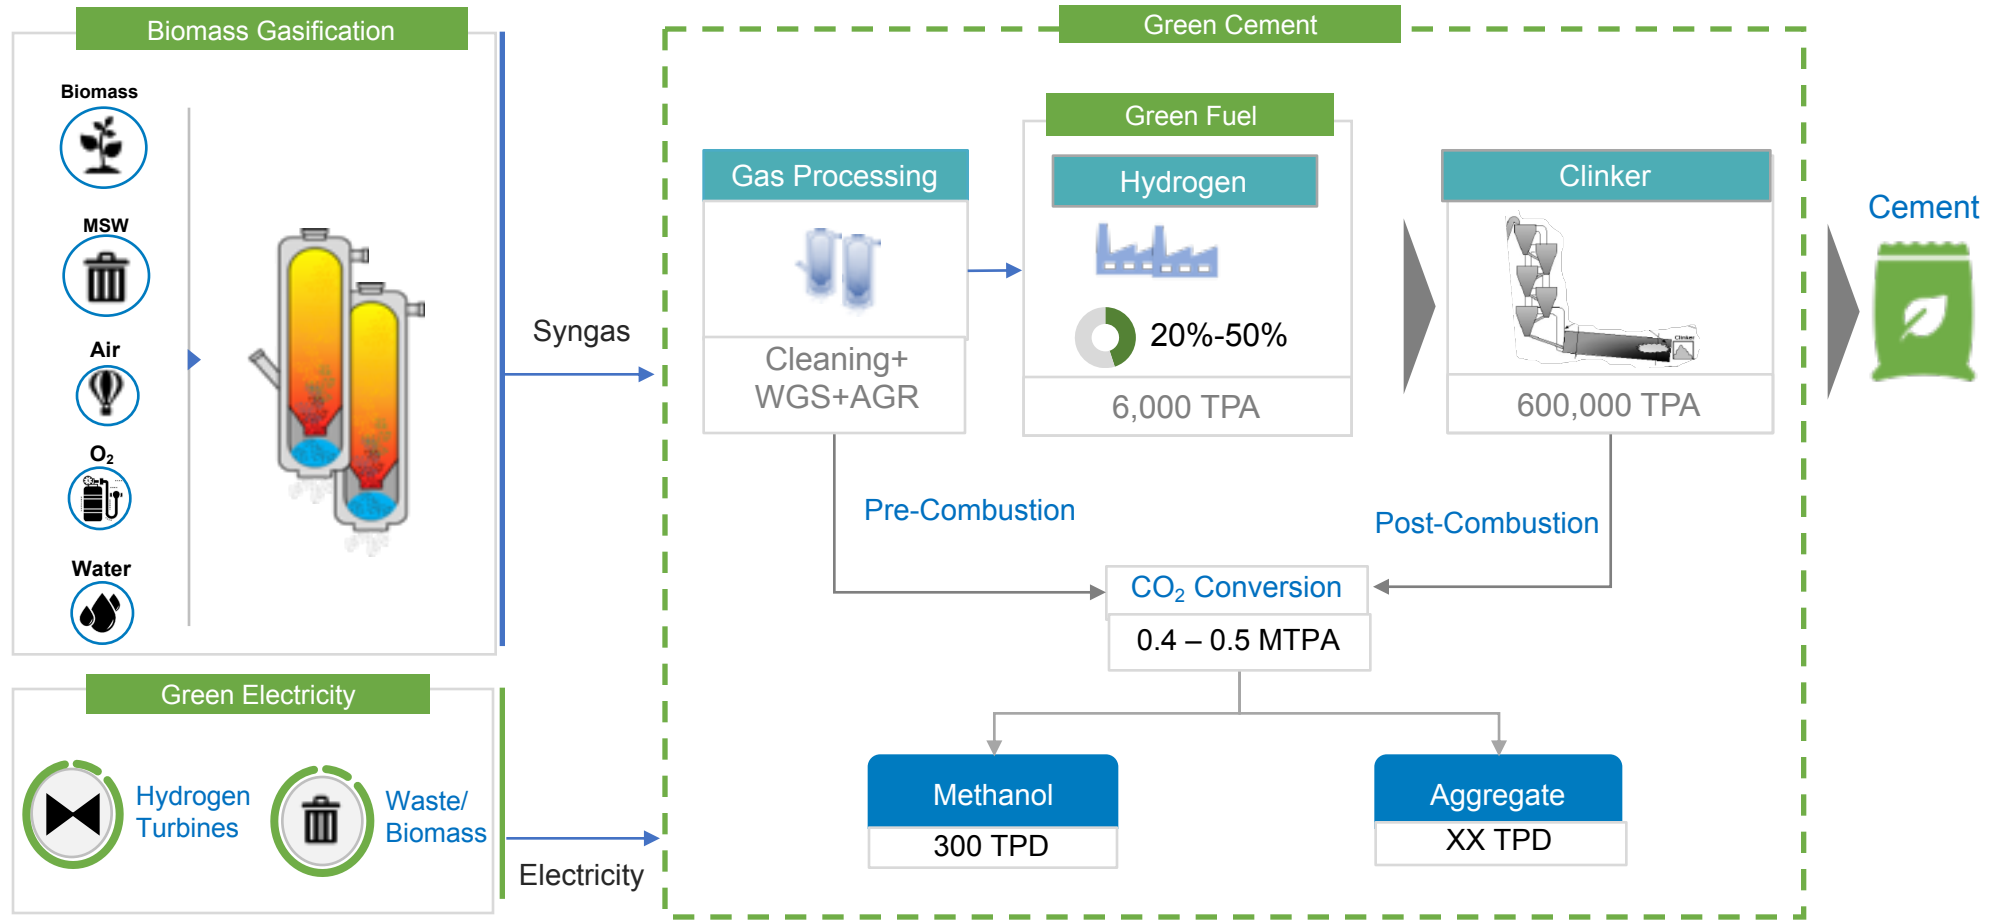 Biomass Gasification
Biomass
MSW
Air
O₂
Water
Syngas
Green Electricity
Hydrogen
Turbines
Waste/
Biomass
Electricity
Green Cement
Gas Processing
Cleaning+
WGS+AGR
Green Fuel
Hydrogen
20%-50%
6,000 TPA
Clinker
Clinker
600,000 TPA
Pre-Combustion
Post-Combustion
CO₂ Conversion
0.4 – 0.5 MTPA
Methanol
300 TPD
Aggregate
XX TPD
Cement